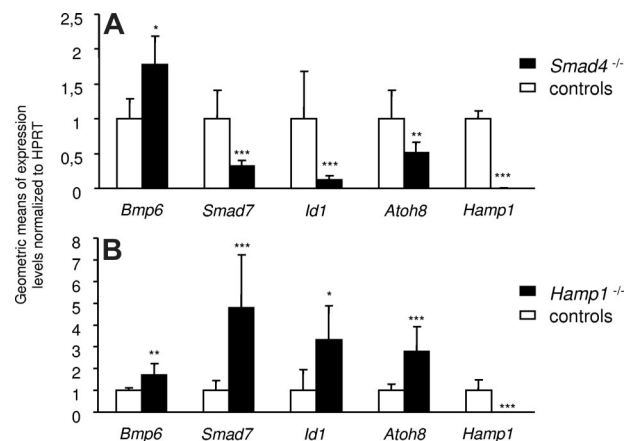 A
Geometric means of expression
levels normalized to HPRT
2,5
2
1,5
1
0,5
0
*
***
***
**
***
Bmp6 Smad7 Id1 Atoh8 Hamp1
Smad4 -/-
controls
B
8
7
6
5
4
3
2
1
0
**
***
*
***
***
Bmp6 Smad7 Id1 Atoh8 Hamp1
Hamp1 -/-
controls